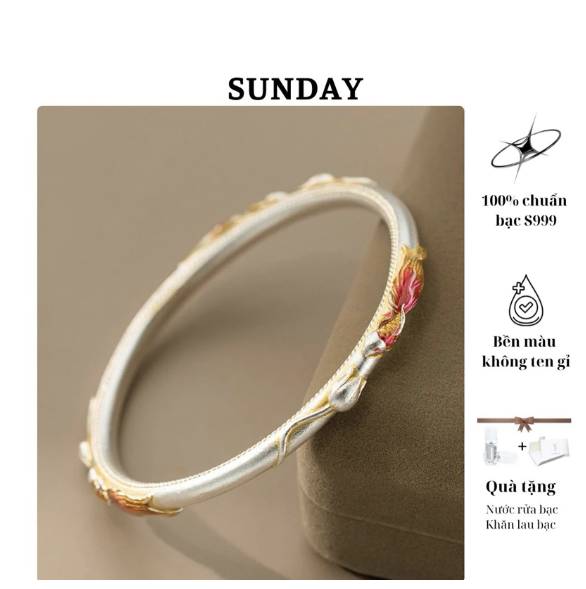 SUNDAY
100% chuẩn
bạc S999
Bền màu
không ten gỉ
+
Quà tặng
Nước rửa bạc
Khăn lau bạc